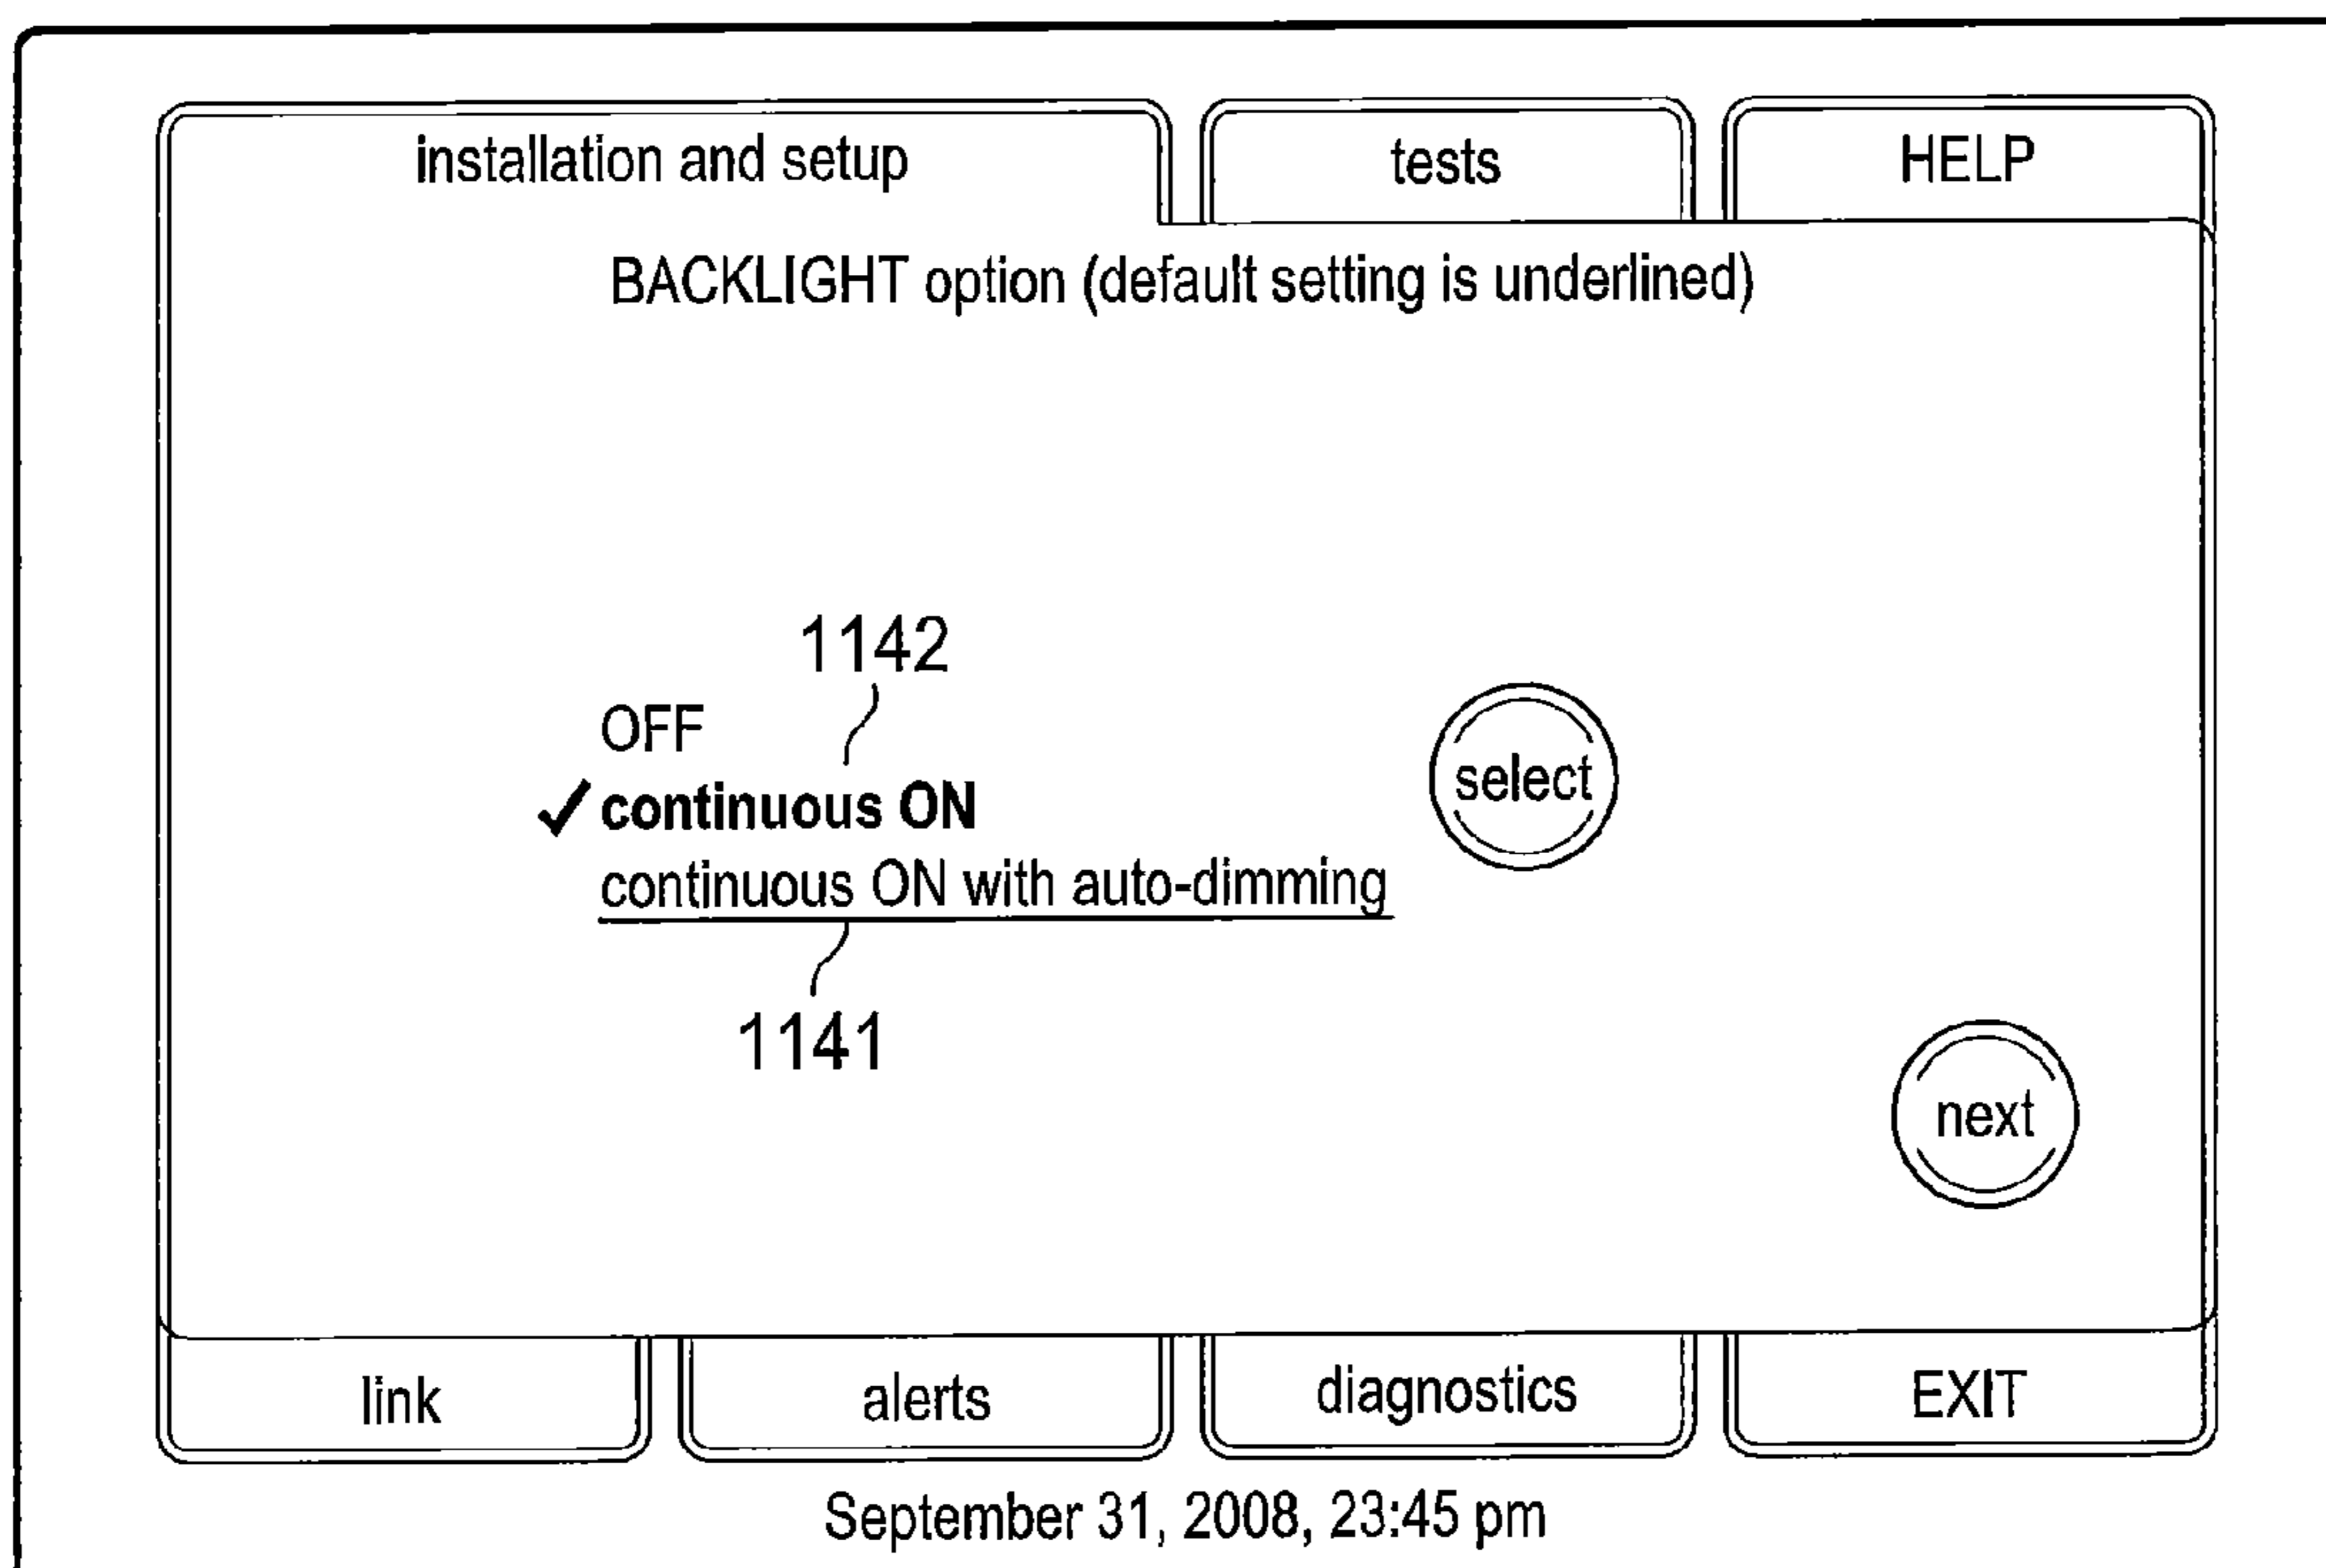 installation and setup
tests
HELP
BACKLIGHT option (default setting is underlined)
1142
OFF
✓ continuous ON
continuous ON with auto-dimming
1141
select
next
link
alerts
diagnostics
EXIT
September 31, 2008, 23:45 pm